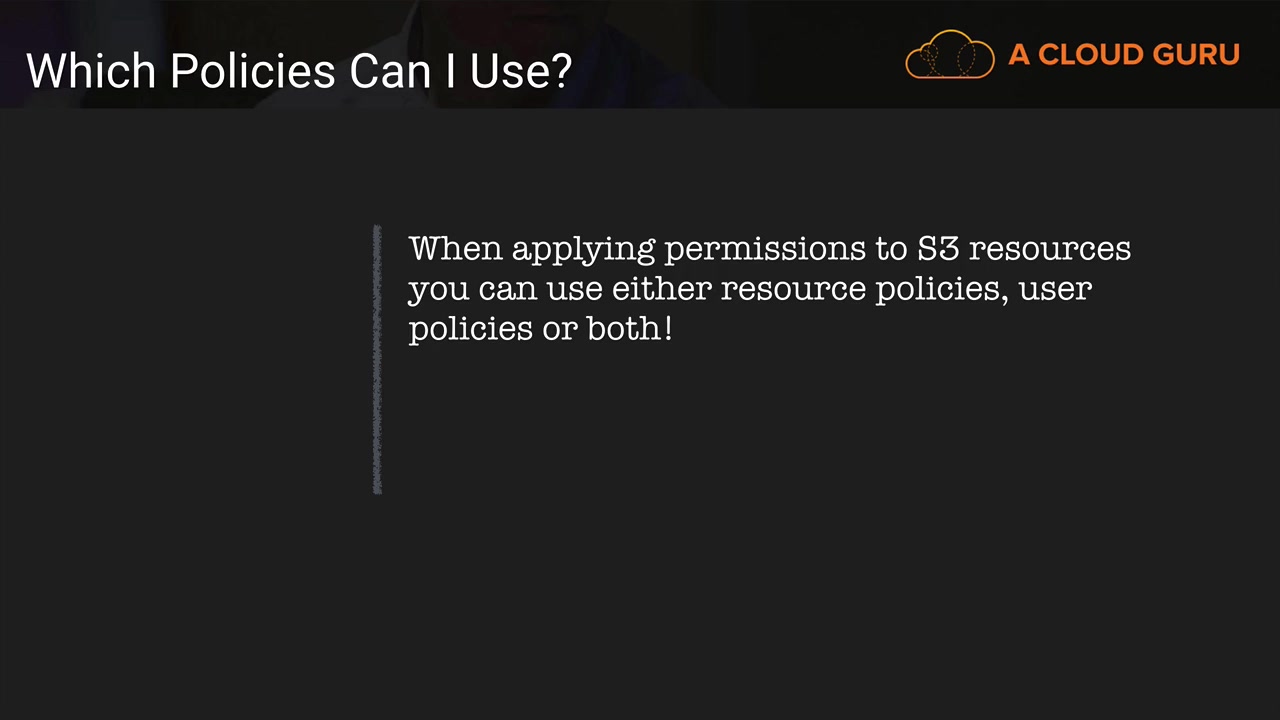 Which Policies Can I Use?
A CLOUD GURU
When applying permissions to S3 resources
you can use either resource policies, user
policies or both!